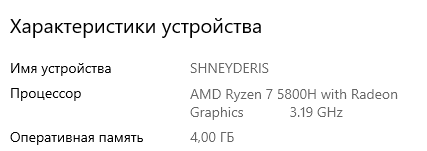 Характеристики устройства
Имя устройства SHNEYDERIS
Процессор AMD Ryzen 7 5800H with Radeon
Graphics 3.19 GHz
Оперативная память 4,00 ГБ